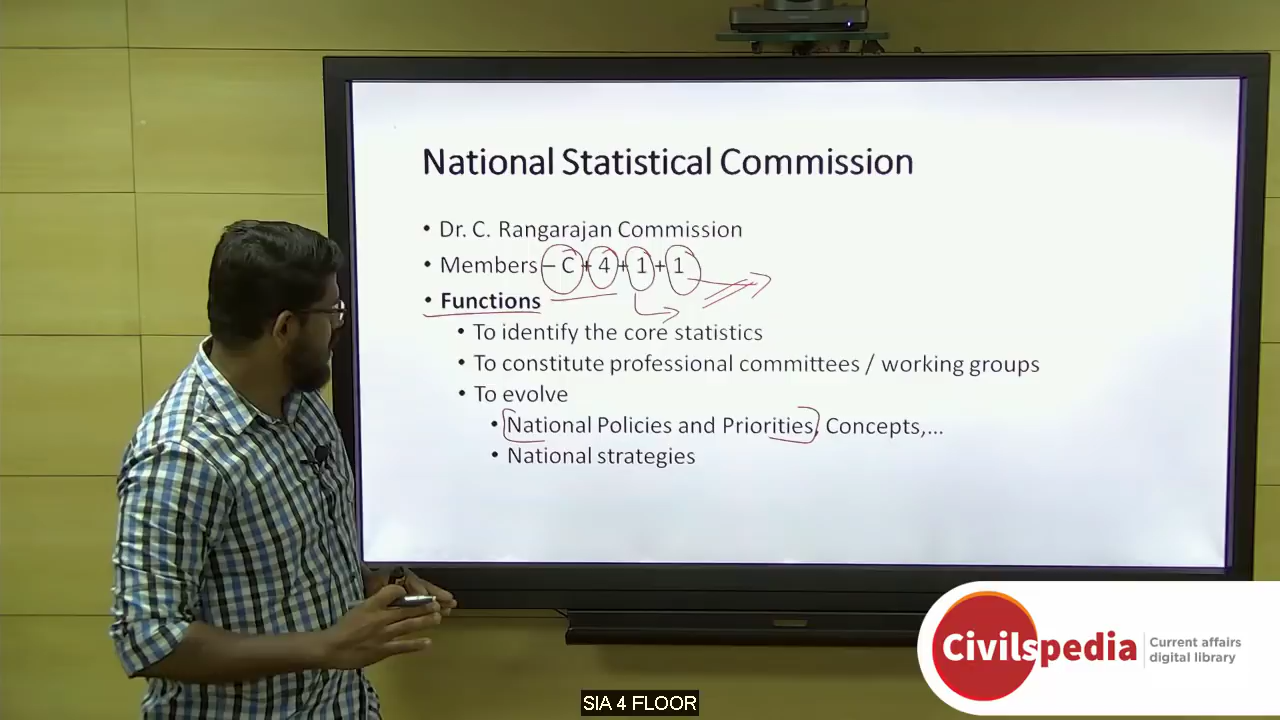 National Statistical Commission
• Dr. C. Rangarajan Commission
• Members – C + 4 + 1 + 1
• Functions
• To identify the core statistics
• To constitute professional committees / working groups
• To evolve
• National Policies and Priorities, Concepts,...
• National strategies
Civilspedia
Current affairs
digital library
SIA 4 FLOOR